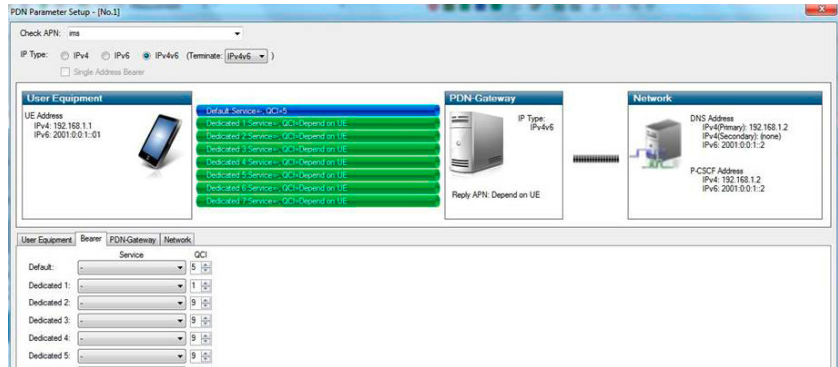 PDN Parameter Setup - [No.1]
Check APN: ims
IP Type: IPv4 IPv6 IPv4v6 (Terminate: IPv4v6 )
Single Address Bearer
User Equipment
UE Address
IPv4: 192.168.1.1
IPv6: 2001:0:0:1::01
Default:Service=-, QCI=5
Dedicated 1:Service=-, QCI=Depend on UE
Dedicated 2:Service=-, QCI=Depend on UE
Dedicated 3:Service=-, QCI=Depend on UE
Dedicated 4:Service=-, QCI=Depend on UE
Dedicated 5:Service=-, QCI=Depend on UE
Dedicated 6:Service=-, QCI=Depend on UE
Dedicated 7:Service=-, QCI=Depend on UE
PDN-Gateway
IP Type:
IPv4v6
Reply APN: Depend on UE
Network
DNS Address
IPv4(Primary): 192.168.1.2
IPv4(Secondary): (none)
IPv6: 2001:0:0:1::2
P-CSCF Address
IPv4: 192.168.1.2
IPv6: 2001:0:0:1::2
User Equipment Bearer PDN-Gateway Network
Service QCI
Default: - 5
Dedicated 1: - 1
Dedicated 2: - 9
Dedicated 3: - 9
Dedicated 4: - 9
Dedicated 5: - 9